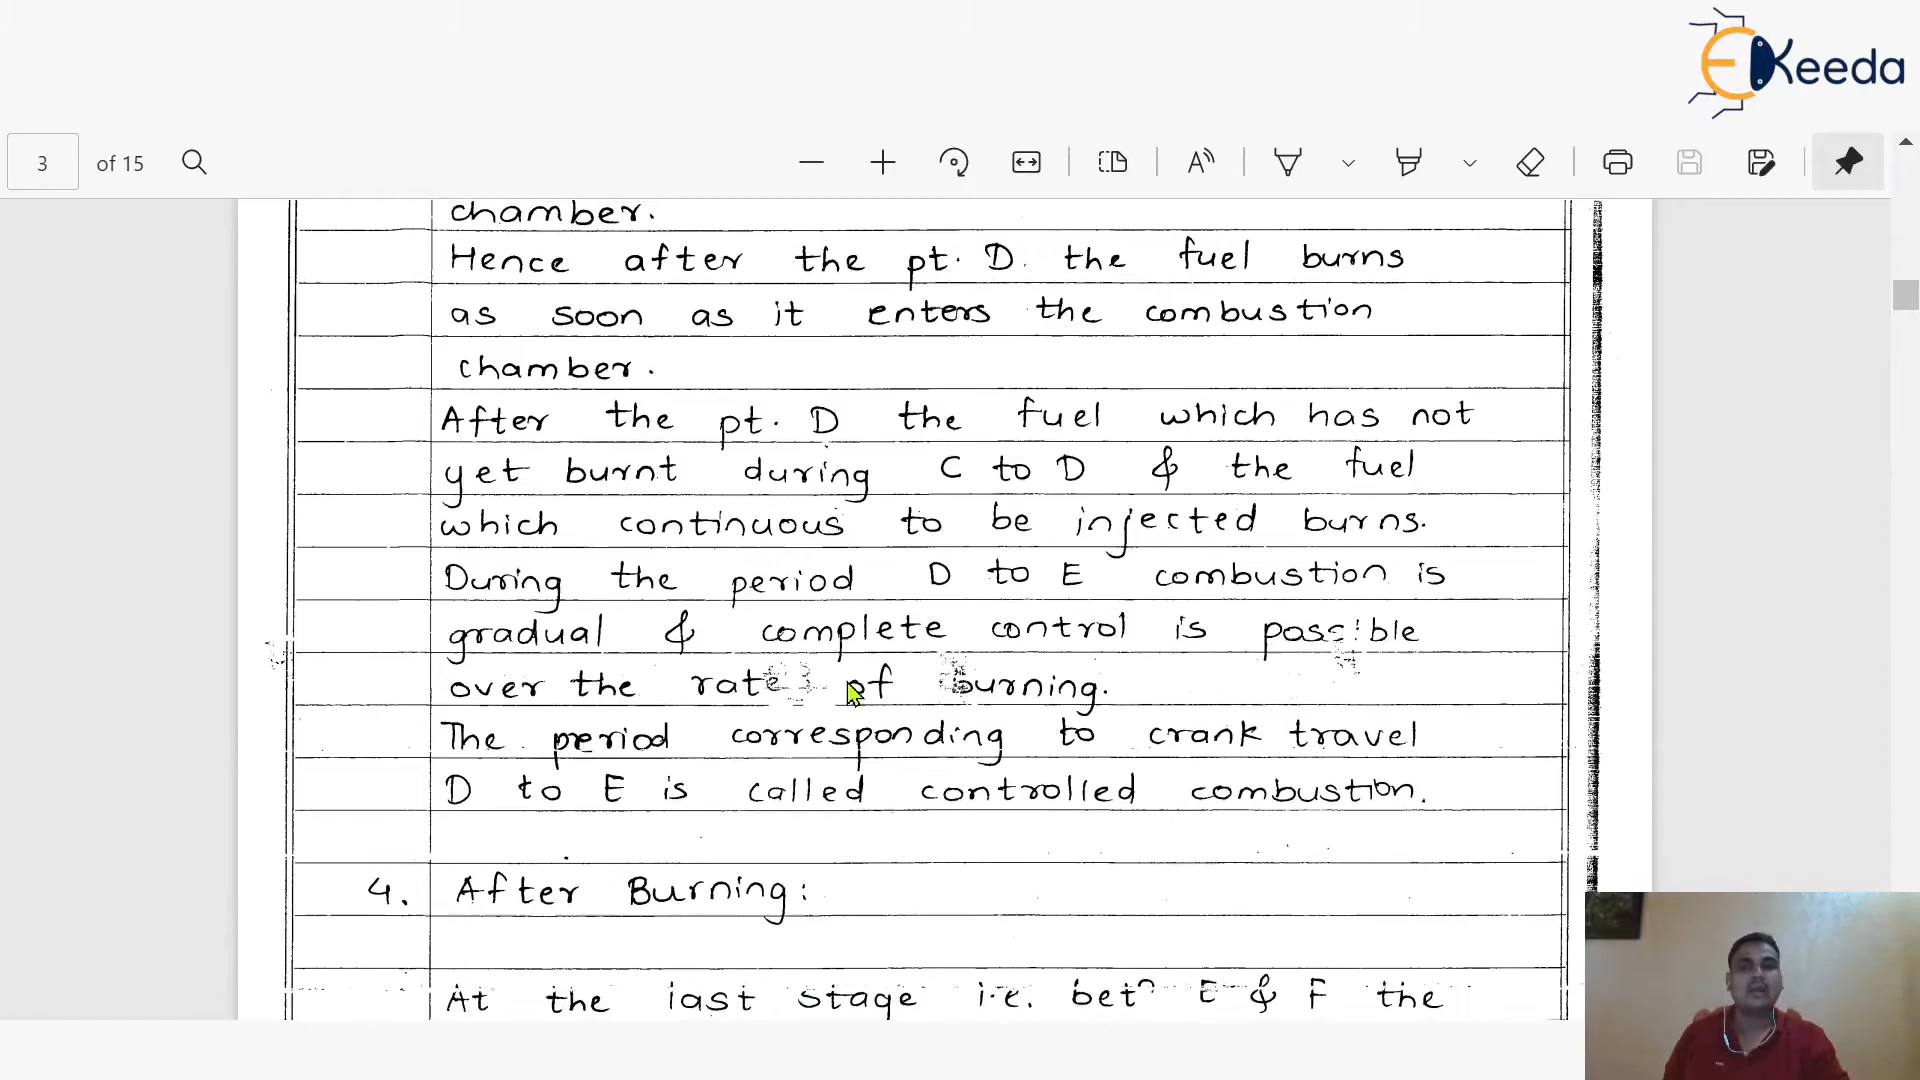 EKeeda
3 of 15
chamber.
Hence after the pt. D. the fuel burns
as soon as it enters the combustion
chamber.
After the pt. D the fuel which has not
yet burnt during C to D & the fuel
which continuous to be injected burns.
During the period D to E combustion is
gradual & complete control is possible
over the rate of burning.
The period corresponding to crank travel
D to E is called controlled combustion.
4. After Burning:
At the last stage i.e. betⁿ E & F the